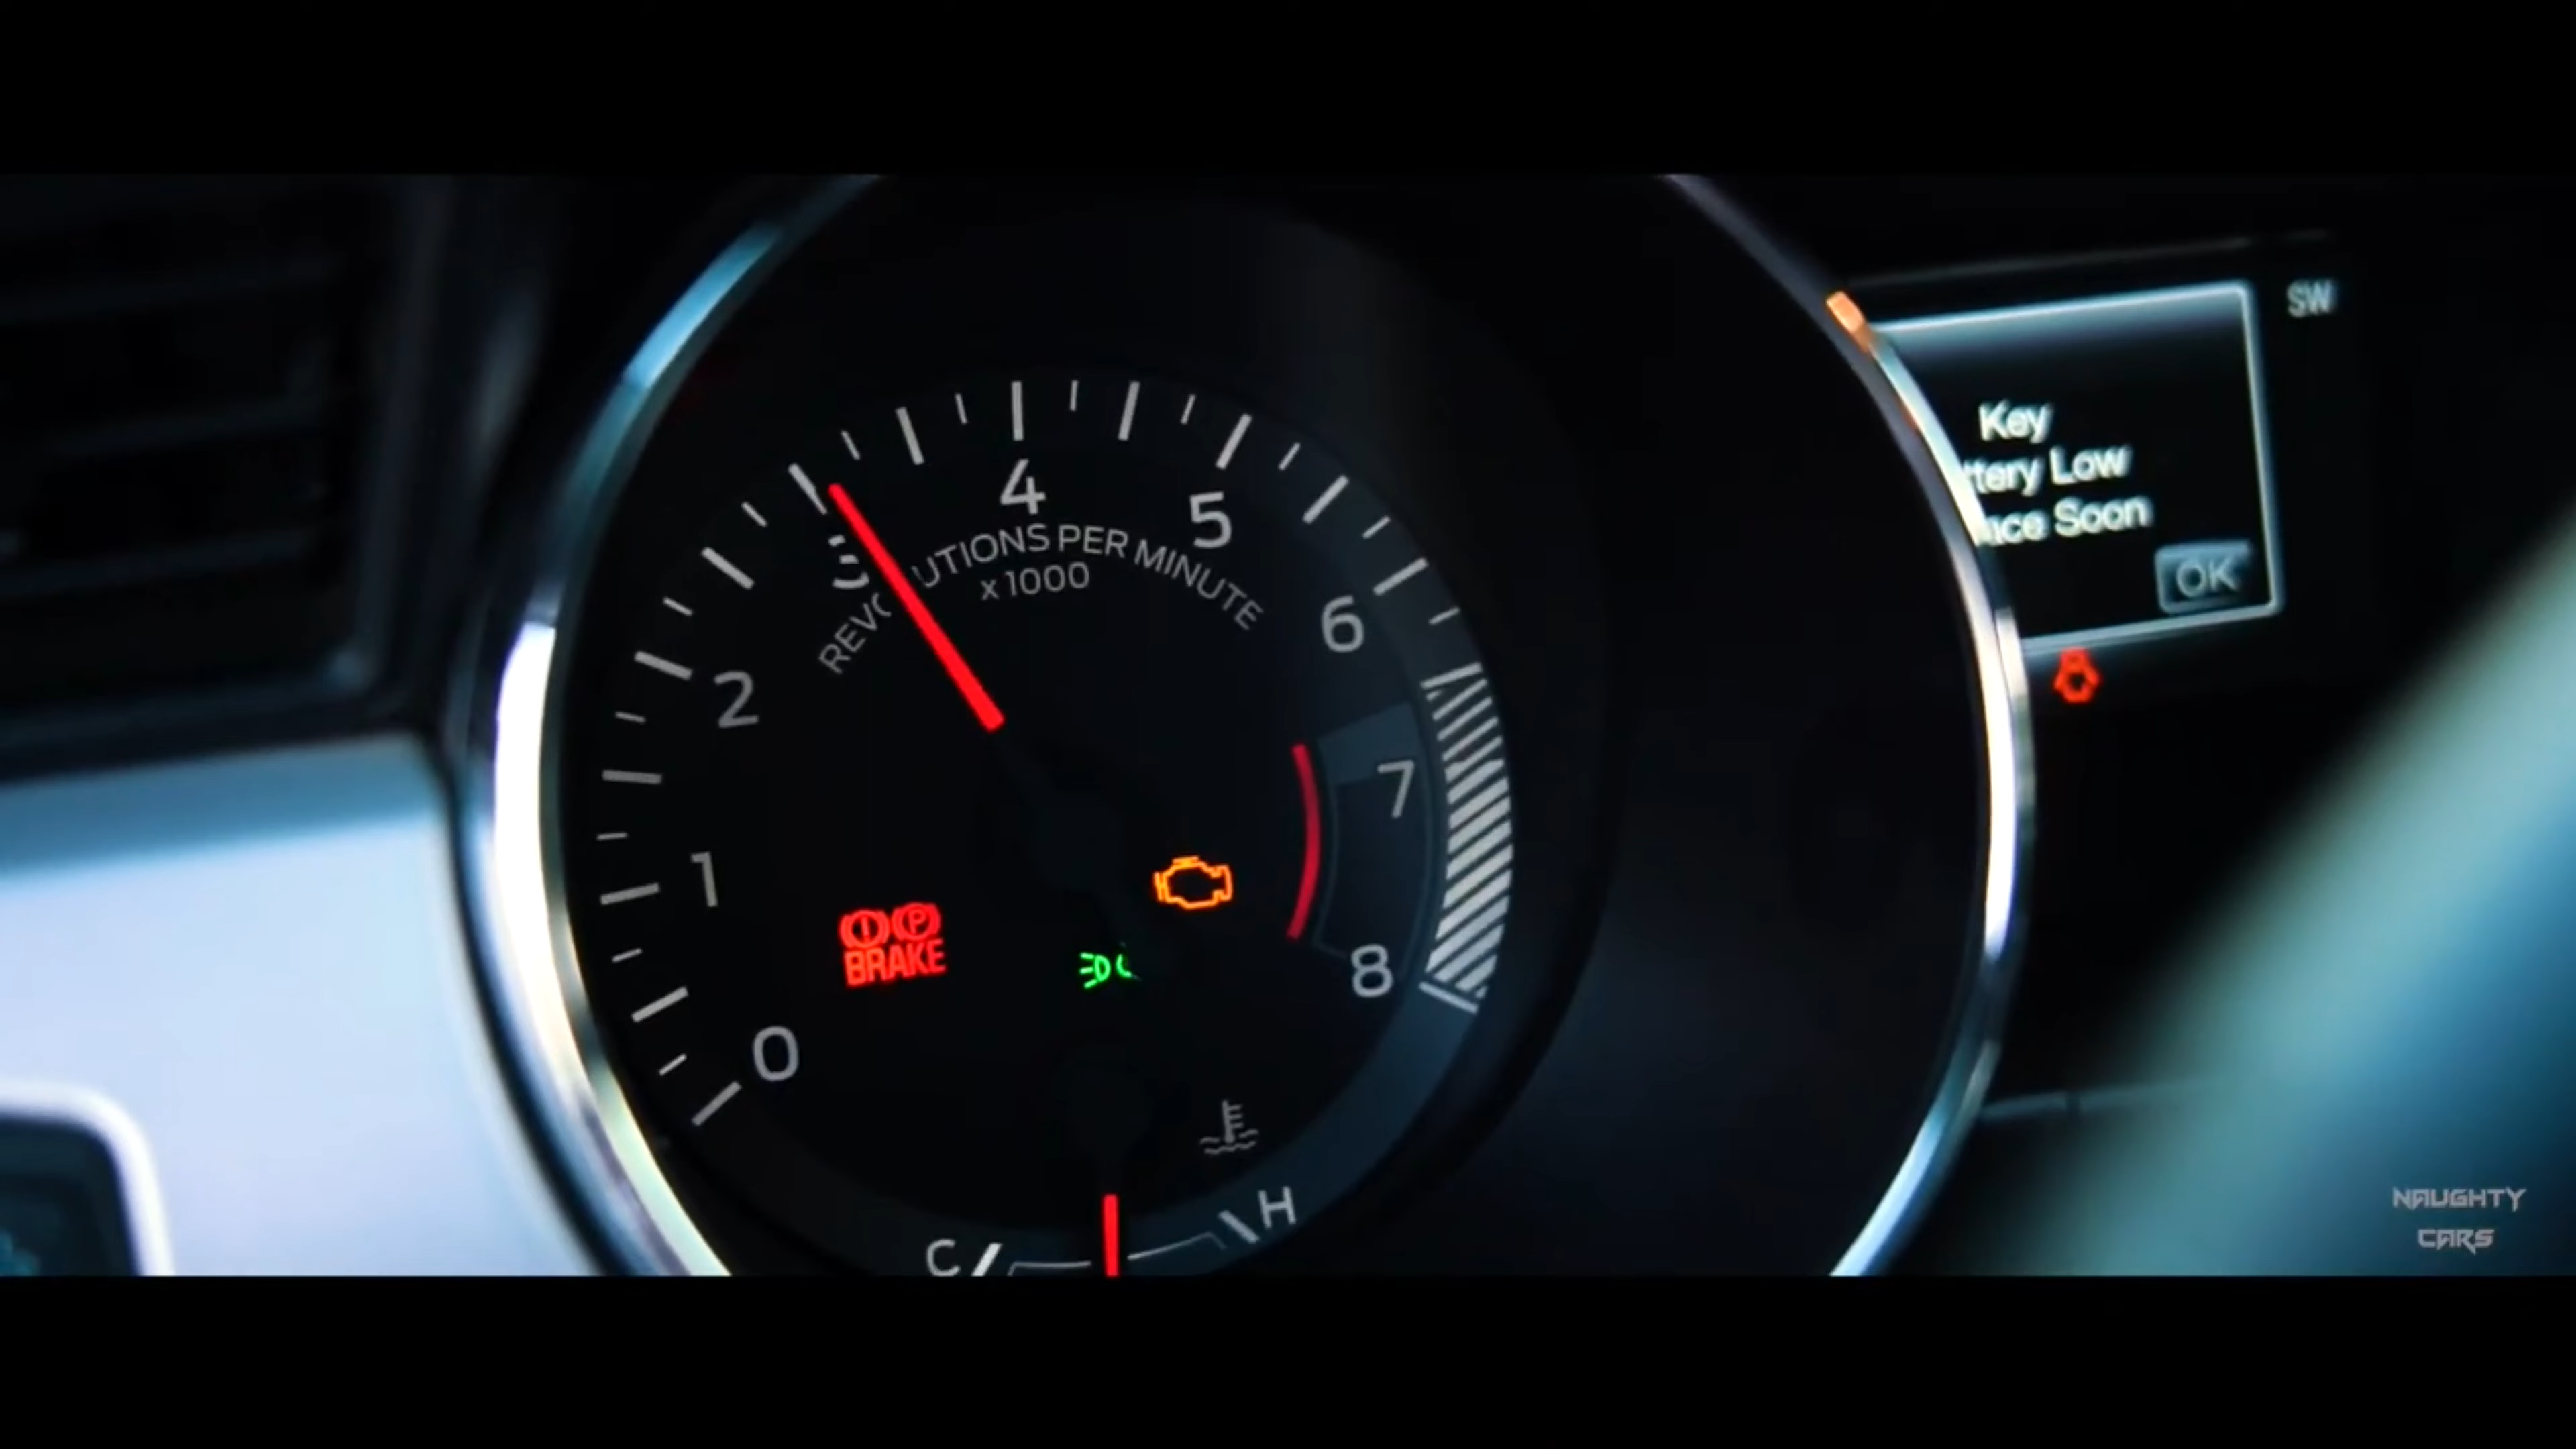 SW
Key
ttery Low
ace Soon
OK
4
5
UTIONS PER MINUTE
x 1000
REVO
6
2
7
1
BRAKE
8
0
H
C
NAUGHTY
CARS